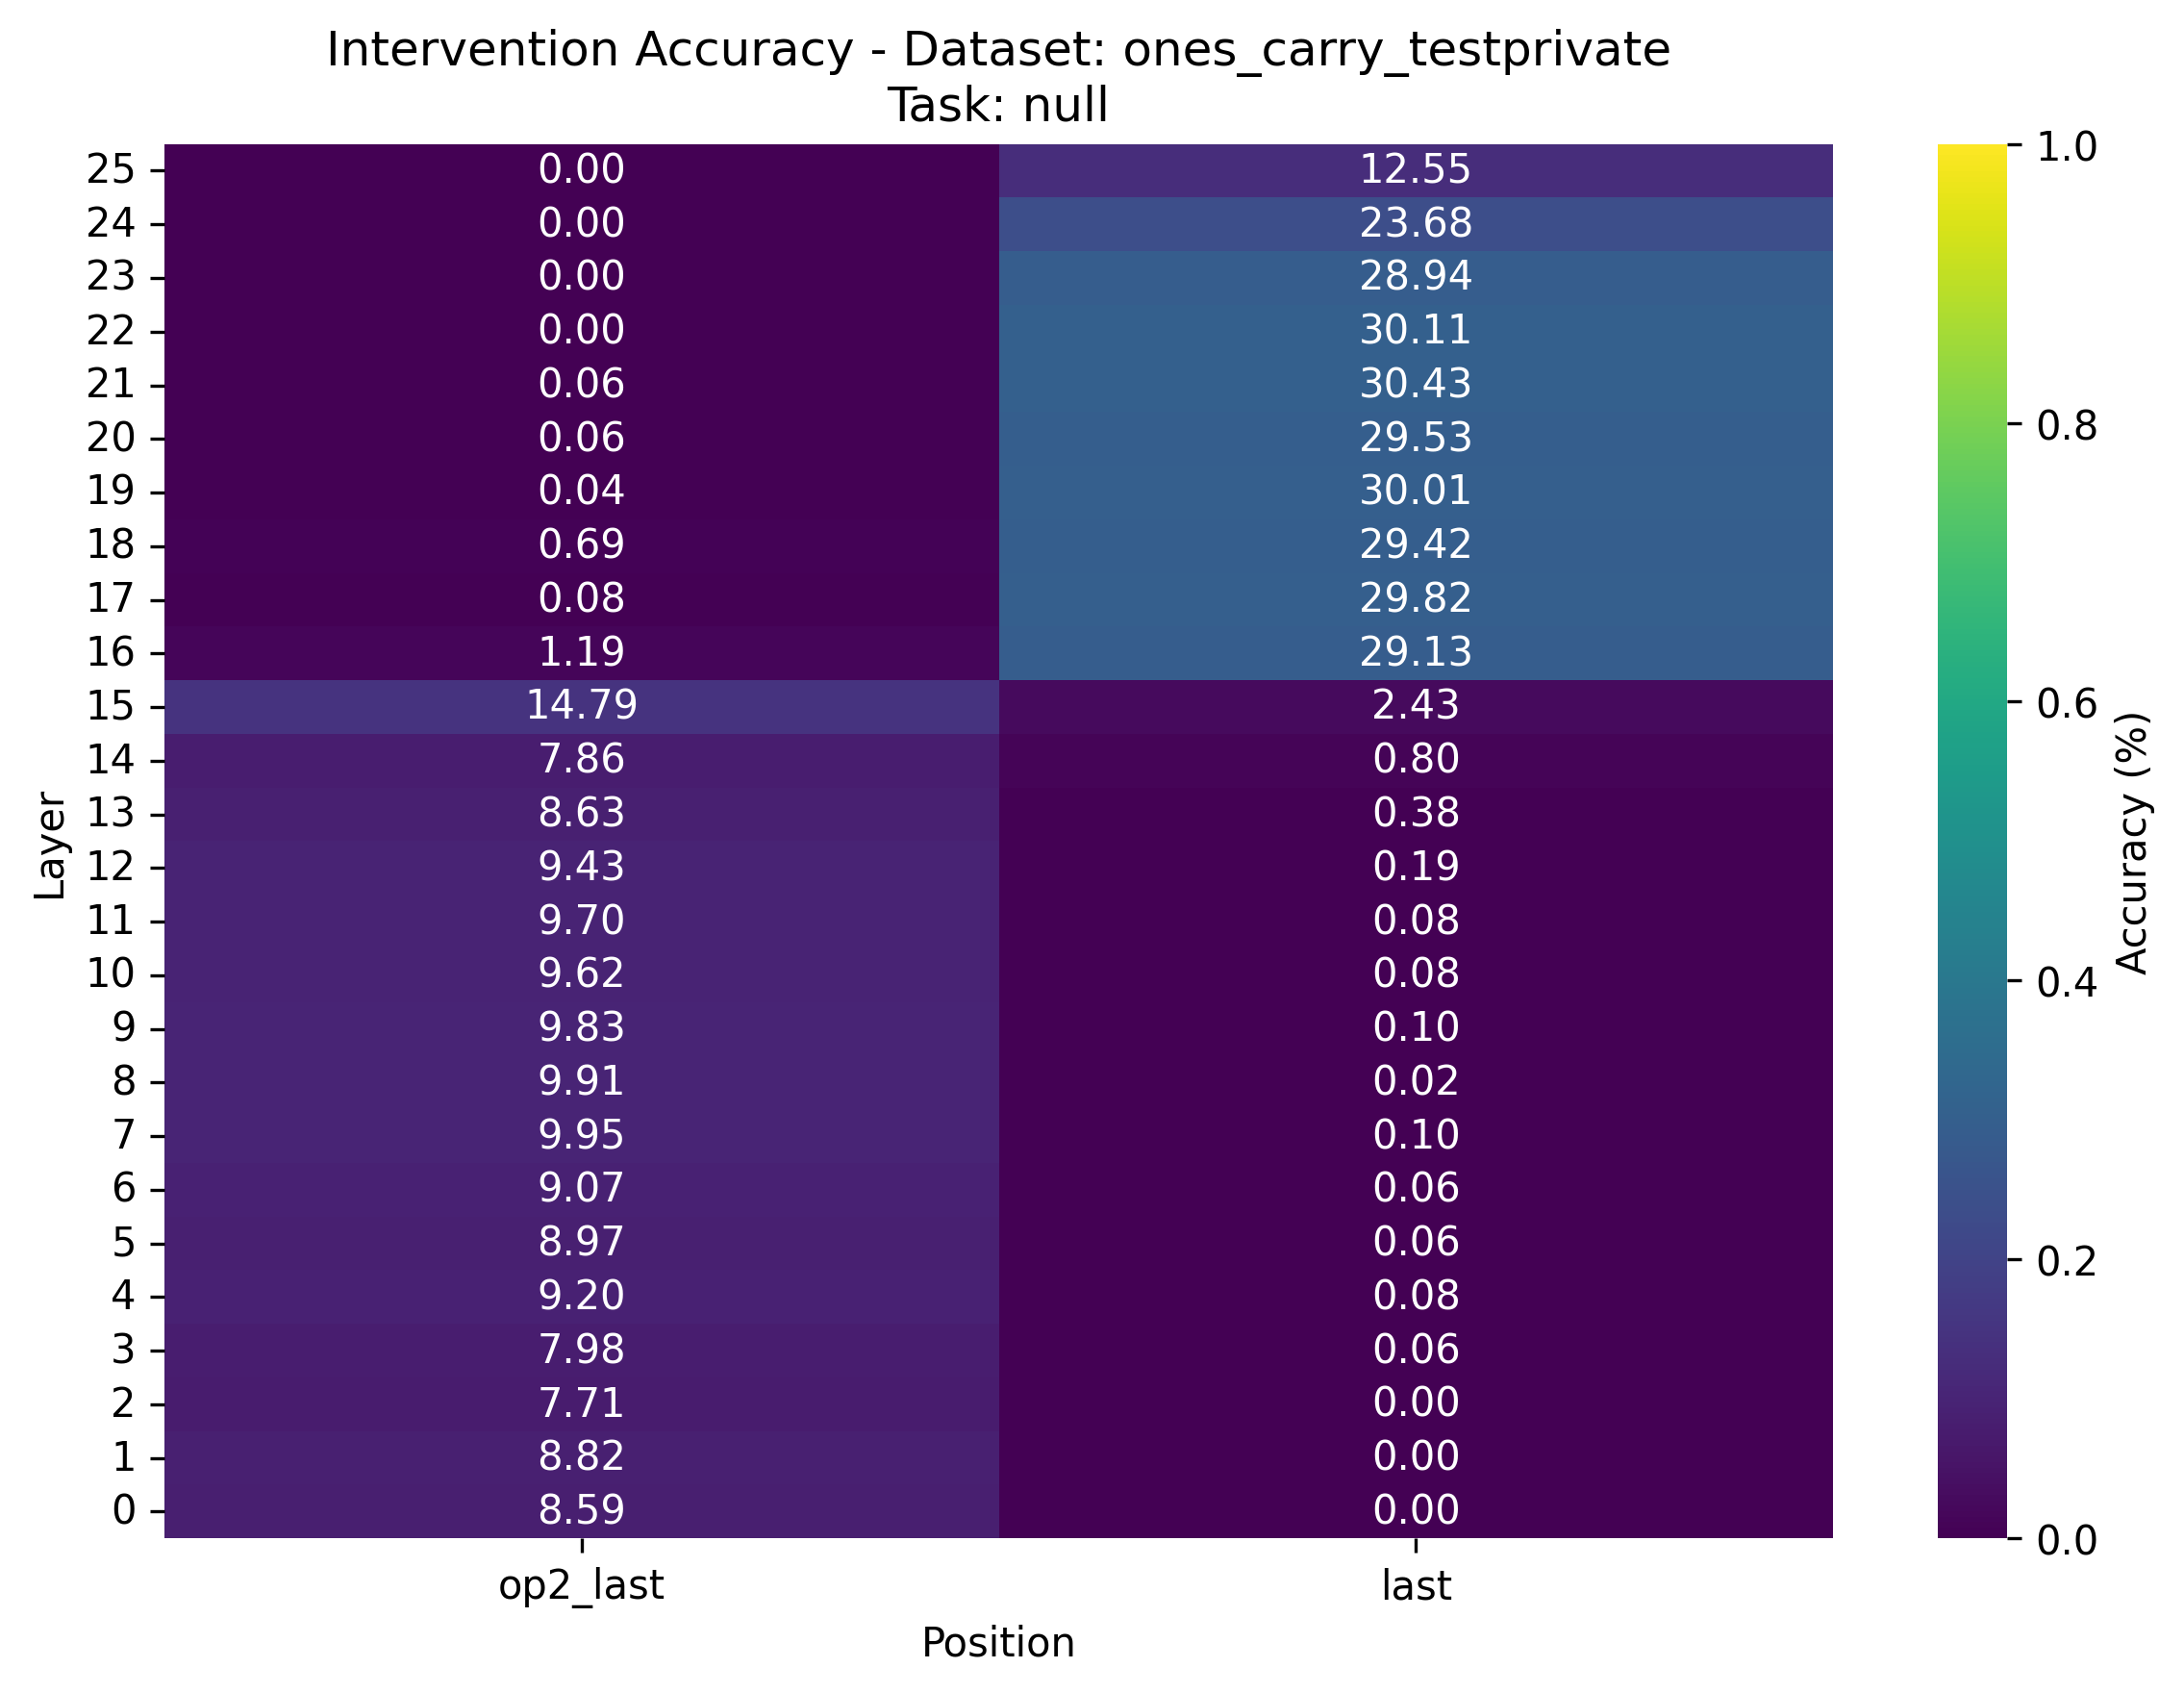 Intervention Accuracy - Dataset: ones_carry_testprivate
Task: null
25 0.00 12.55
24 0.00 23.68
23 0.00 28.94
22 0.00 30.11
21 0.06 30.43
20 0.06 29.53
19 0.04 30.01
18 0.69 29.42
17 0.08 29.82
16 1.19 29.13
15 14.79 2.43
14 7.86 0.80
13 8.63 0.38
12 9.43 0.19
11 9.70 0.08
10 9.62 0.08
9 9.83 0.10
8 9.91 0.02
7 9.95 0.10
6 9.07 0.06
5 8.97 0.06
4 9.20 0.08
3 7.98 0.06
2 7.71 0.00
1 8.82 0.00
0 8.59 0.00
op2_last last
Position
Layer
1.0
0.8
0.6
0.4
0.2
0.0
Accuracy (%)